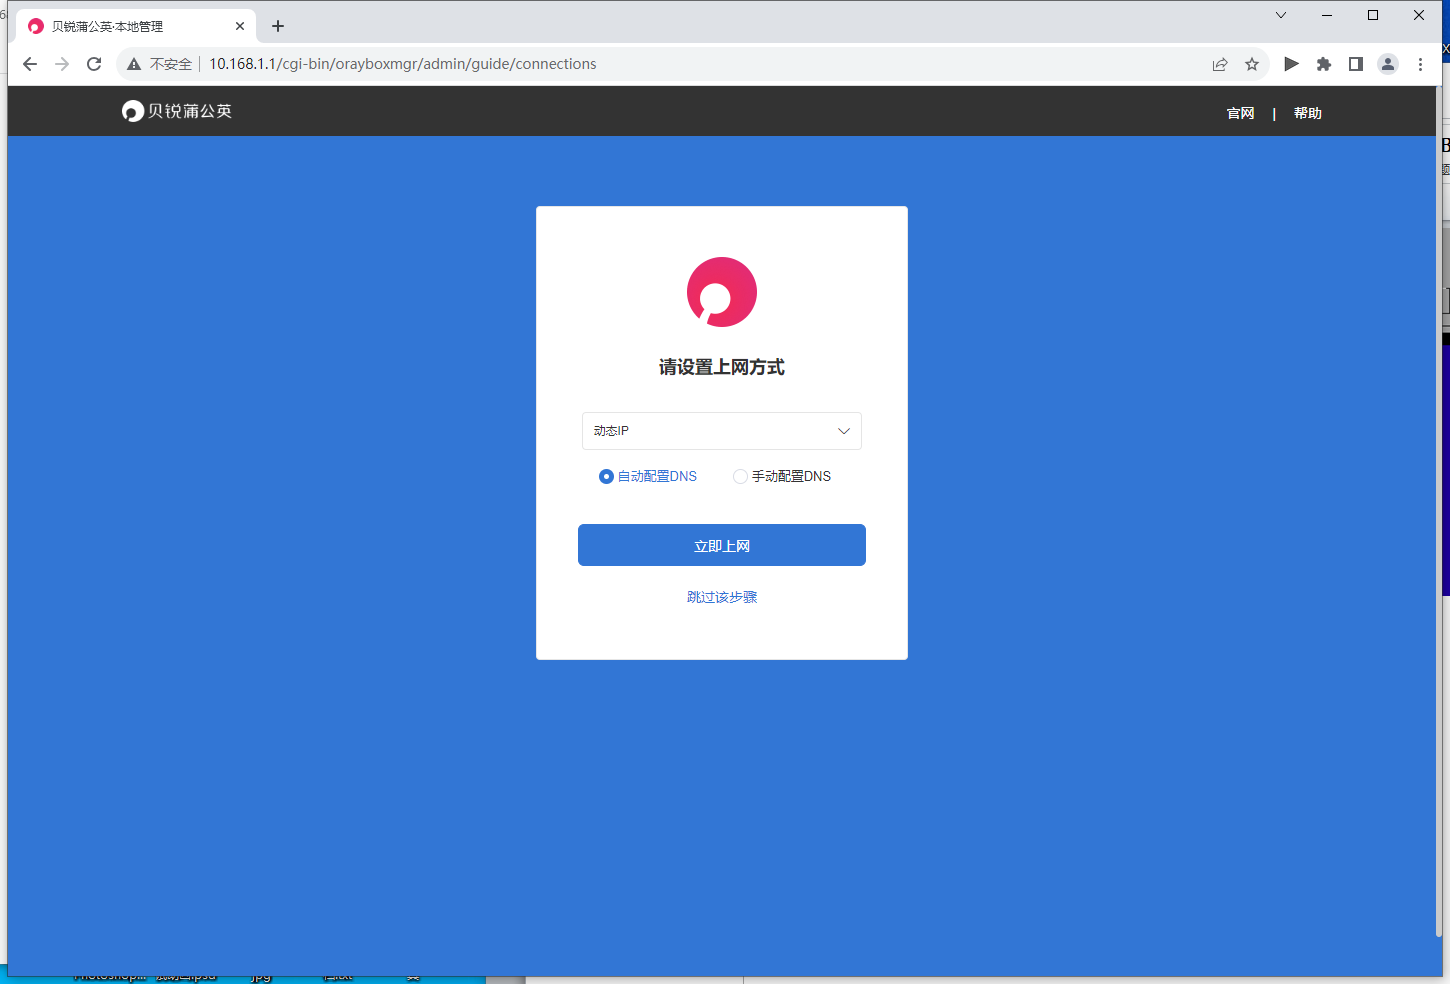 贝锐蒲公英·本地管理
不安全 10.168.1.1/cgi-bin/orayboxmgr/admin/guide/connections
贝锐蒲公英
官网 | 帮助
请设置上网方式
动态IP
自动配置DNS 手动配置DNS
立即上网
跳过该步骤